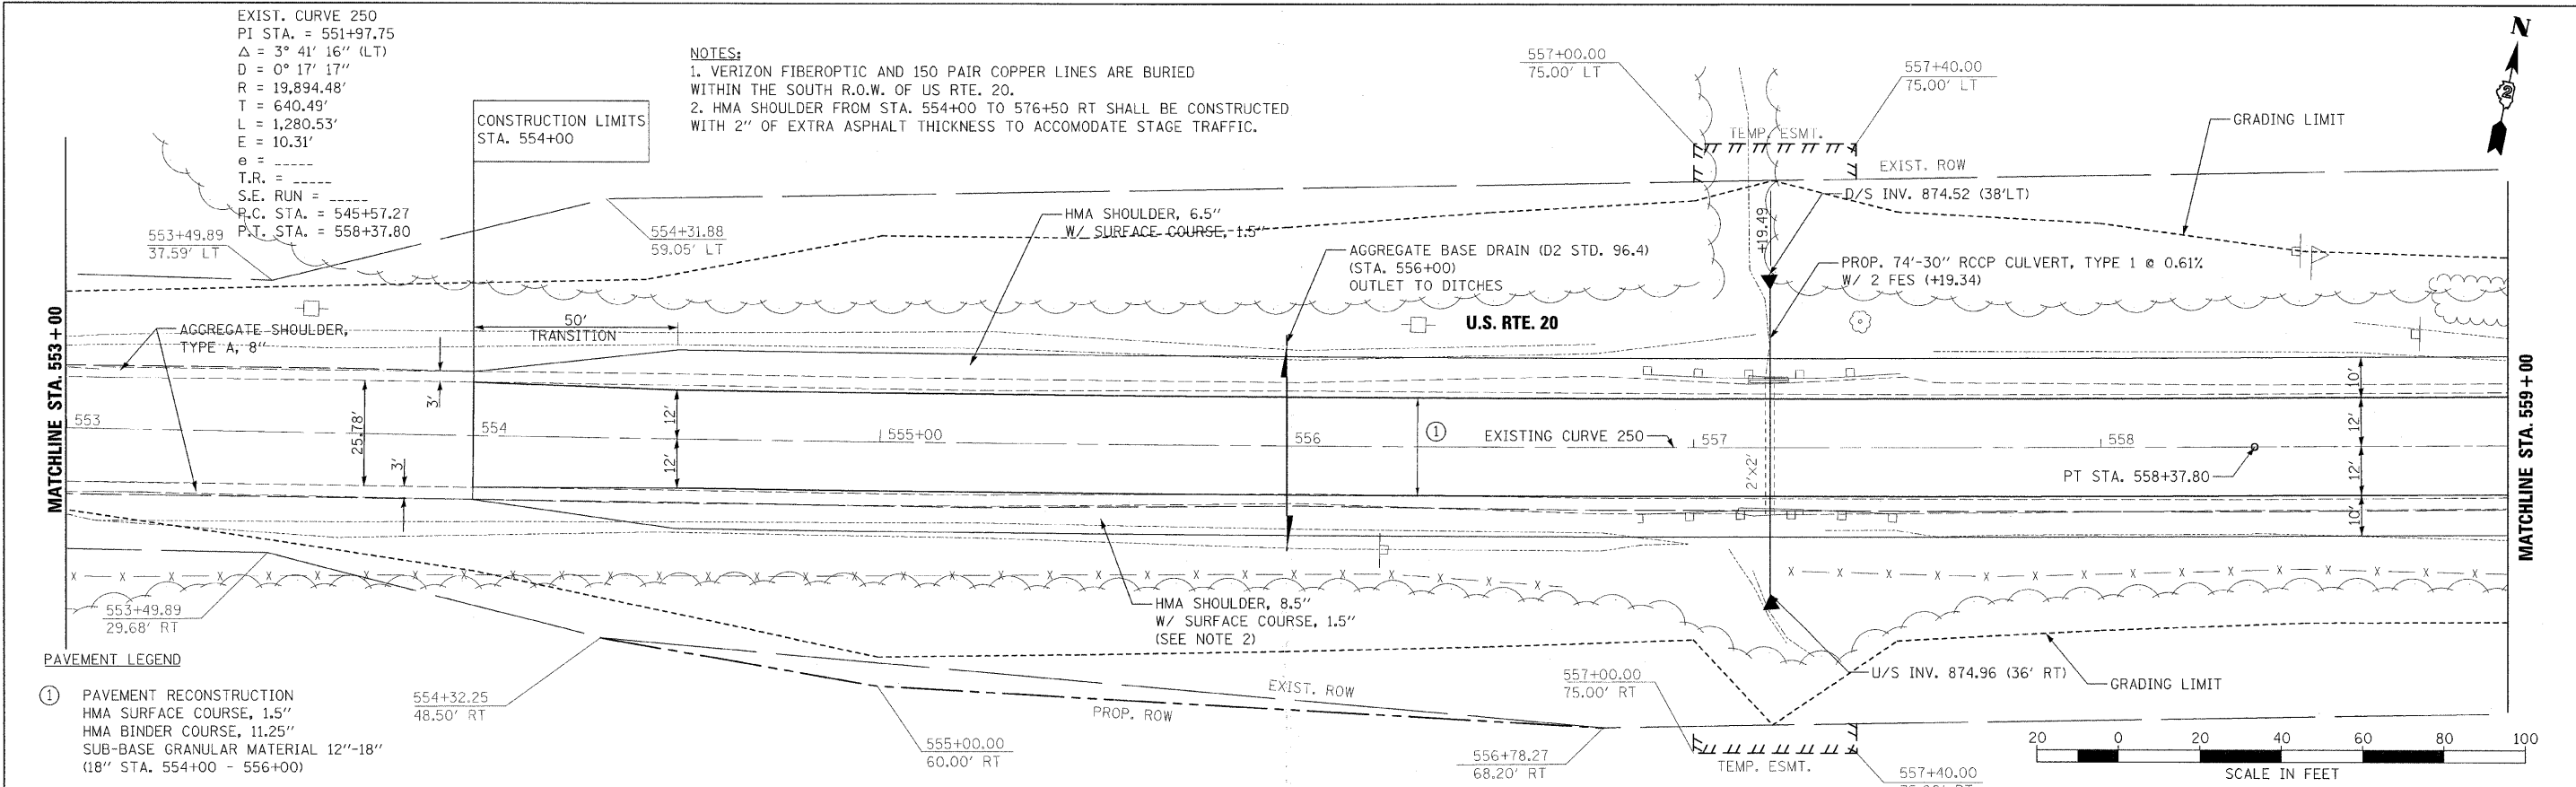 EXIST. CURVE 250
PI STA. = 551+97.75
Δ = 3° 41' 16" (LT)
D = 0° 17' 17"
R = 19,894.48'
T = 640.49'
L = 1,280.53'
E = 10.31'
e = -----
T.R. = -----
S.E. RUN = -----
P.C. STA. = 545+57.27
P.T. STA. = 558+37.80
CONSTRUCTION LIMITS
STA. 554+00
NOTES:
1. VERIZON FIBEROPTIC AND 150 PAIR COPPER LINES ARE BURIED
WITHIN THE SOUTH R.O.W. OF US RTE. 20.
2. HMA SHOULDER FROM STA. 554+00 TO 576+50 RT SHALL BE CONSTRUCTED
WITH 2" OF EXTRA ASPHALT THICKNESS TO ACCOMODATE STAGE TRAFFIC.
557+00.00
75.00' LT
557+40.00
75.00' LT
N
2
TEMP. ESMT.
GRADING LIMIT
EXIST. ROW
D/S INV. 874.52 (38'LT)
+19.49
553+49.89
37.59' LT
554+31.88
59.05' LT
HMA SHOULDER, 6.5"
W/ SURFACE COURSE, 1.5"
AGGREGATE BASE DRAIN (D2 STD. 96.4)
(STA. 556+00)
OUTLET TO DITCHES
PROP. 74'-30" RCCP CULVERT, TYPE 1 @ 0.61%
W/ 2 FES (+19.34)
MATCHLINE STA. 553+00
AGGREGATE SHOULDER,
TYPE A, 8"
50'
TRANSITION
U.S. RTE. 20
MATCHLINE STA. 559+00
3'
25.78'
3'
12'
12'
10'
12'
12'
10'
553
554
555+00
556
1
EXISTING CURVE 250
557
558
2'x2'
PT STA. 558+37.80
X X X X X X X X X X X X X X X X X X X X
X X X X X X X X X X X X X X X
553+49.89
29.68' RT
HMA SHOULDER, 8.5"
W/ SURFACE COURSE, 1.5"
(SEE NOTE 2)
U/S INV. 874.96 (36' RT)
GRADING LIMIT
PAVEMENT LEGEND
1 PAVEMENT RECONSTRUCTION
HMA SURFACE COURSE, 1.5"
HMA BINDER COURSE, 11.25"
SUB-BASE GRANULAR MATERIAL 12"-18"
(18" STA. 554+00 - 556+00)
554+32.25
48.50' RT
EXIST. ROW
PROP. ROW
555+00.00
60.00' RT
557+00.00
75.00' RT
556+78.27
68.20' RT
TEMP. ESMT.
557+40.00
20 0 20 40 60 80 100
SCALE IN FEET